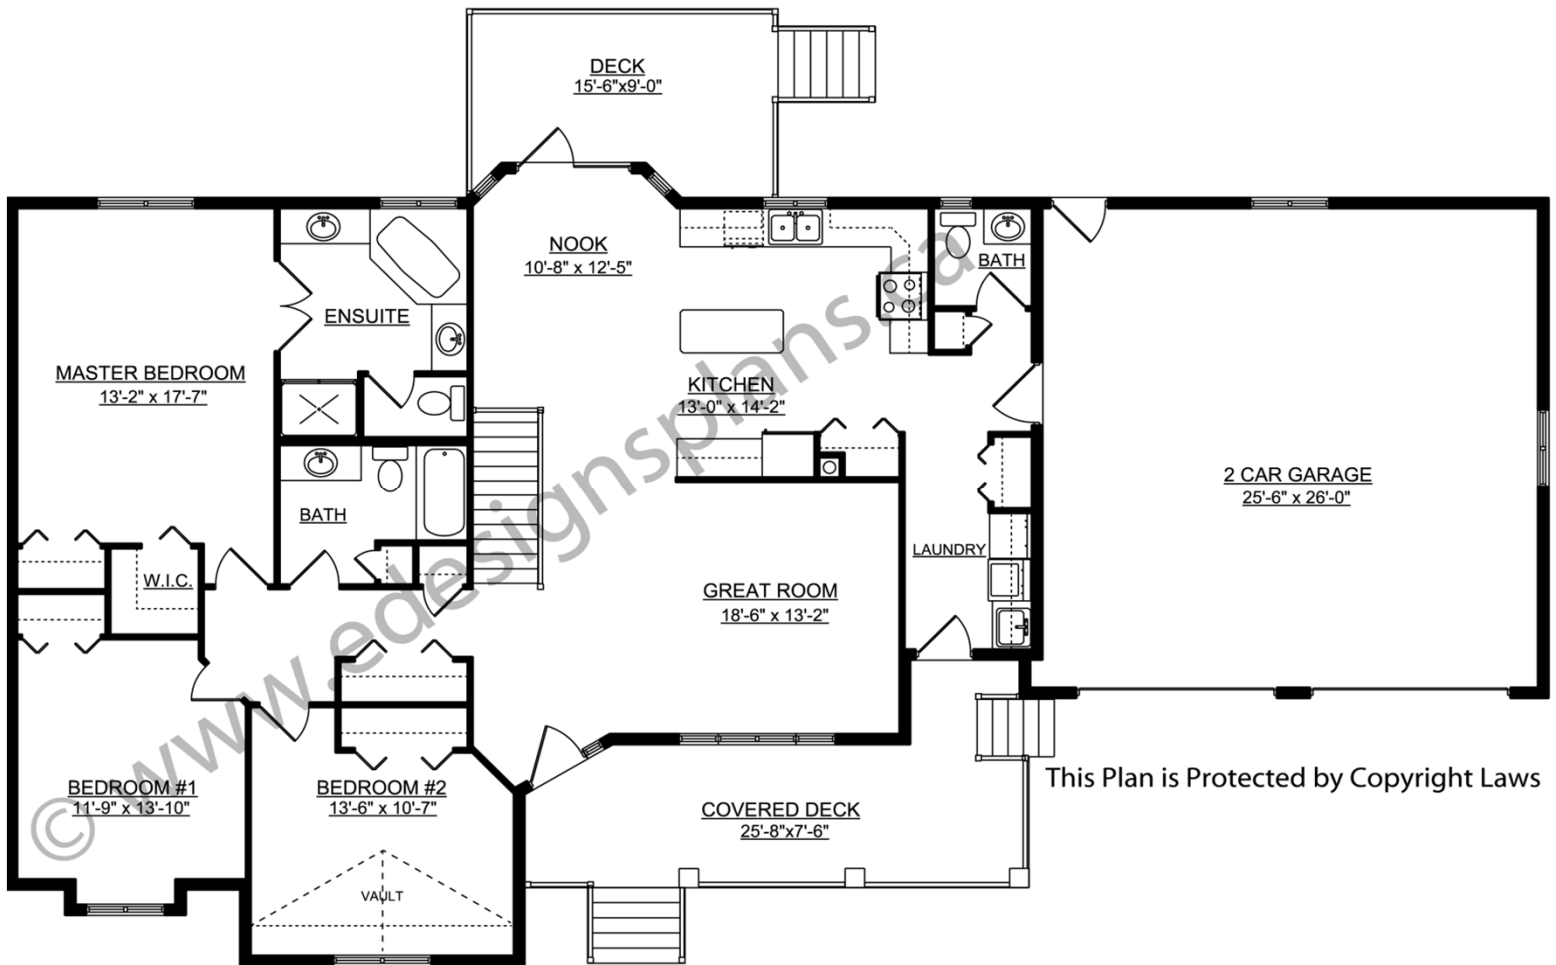 DECK
15'-6"x9'-0"
NOOK
10'-8" x 12'-5"
BATH
ENSUITE
MASTER BEDROOM
13'-2" x 17'-7"
KITCHEN
13'-0" x 14'-2"
2 CAR GARAGE
25'-6" x 26'-0"
BATH
LAUNDRY
W.I.C.
GREAT ROOM
18'-6" x 13'-2"
BEDROOM #1
11'-9" x 13'-10"
BEDROOM #2
13'-6" x 10'-7"
COVERED DECK
25'-8"x7'-6"
VAULT
This Plan is Protected by Copyright Laws
© www.edesignsplans.ca